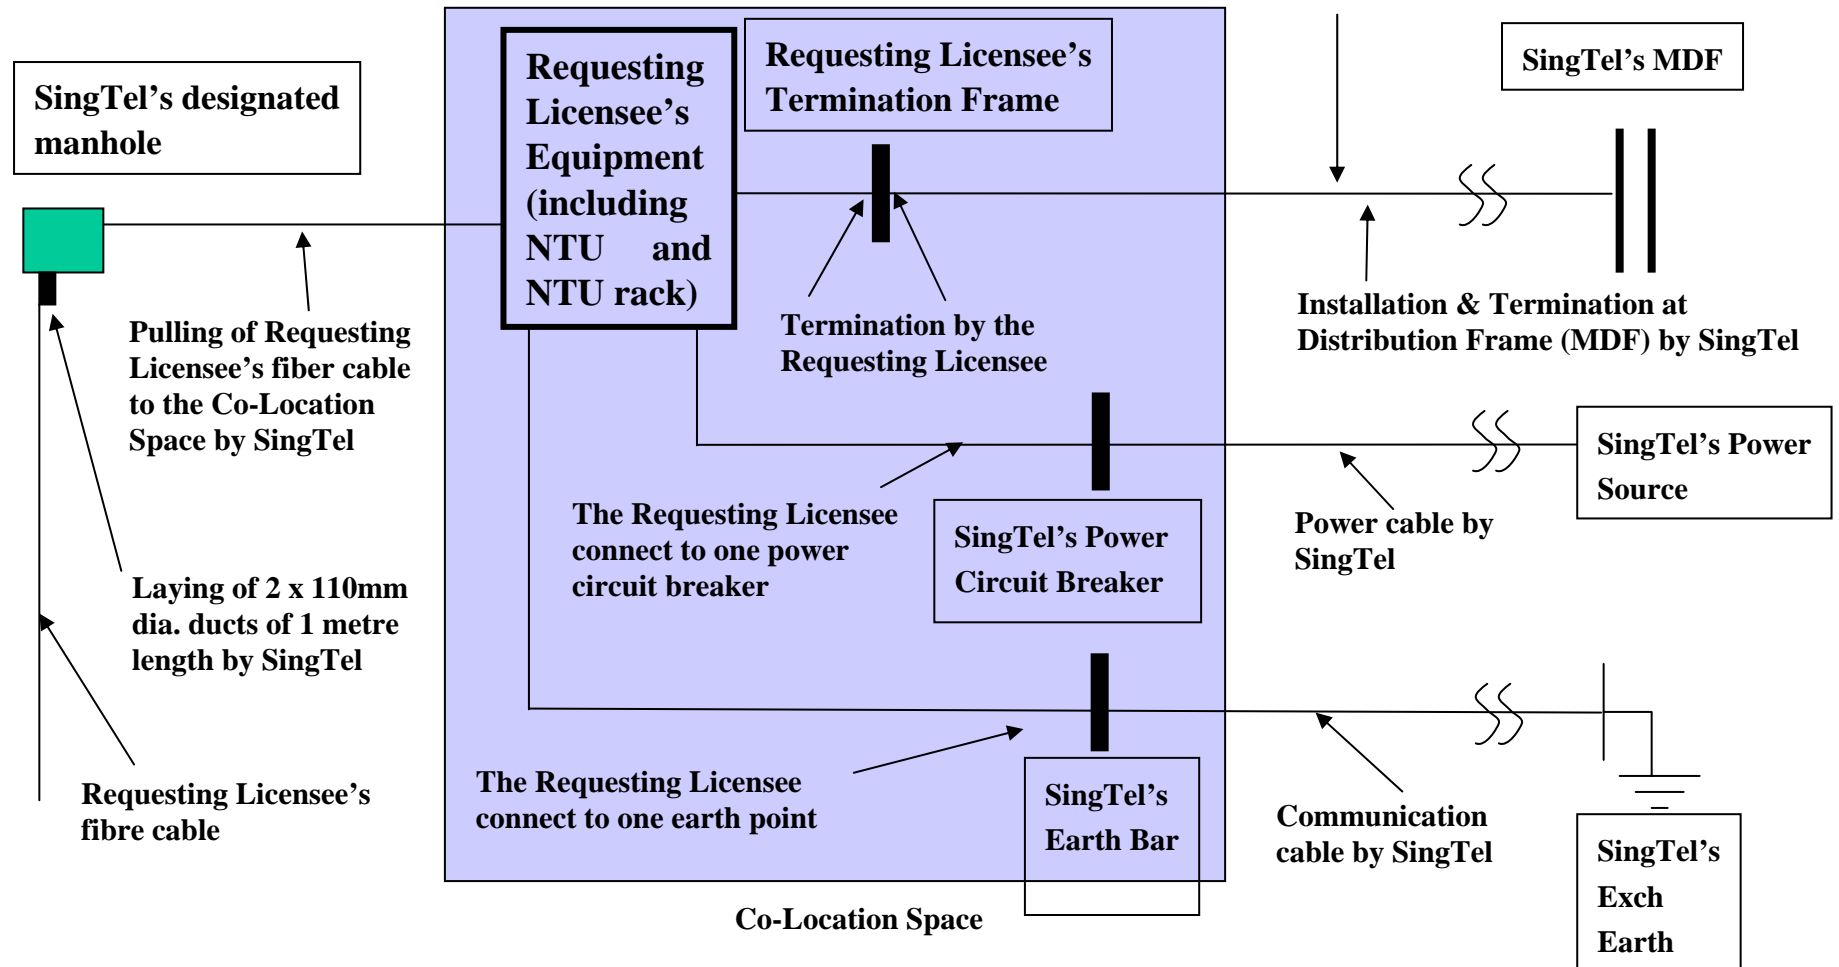 SingTel's designated
manhole
Requesting
Licensee's
Equipment
(including
NTU and
NTU rack)
Requesting Licensee's
Termination Frame
SingTel's MDF
Pulling of Requesting
Licensee's fiber cable
to the Co-Location
Space by SingTel
Termination by the
Requesting Licensee
Installation & Termination at
Distribution Frame (MDF) by SingTel
The Requesting Licensee
connect to one power
circuit breaker
SingTel's Power
Circuit Breaker
Power cable by
SingTel
SingTel's Power
Source
Laying of 2 x 110mm
dia. ducts of 1 metre
length by SingTel
Requesting Licensee's
fibre cable
The Requesting Licensee
connect to one earth point
SingTel's
Earth Bar
Communication
cable by SingTel
SingTel's
Exch
Earth
Co-Location Space